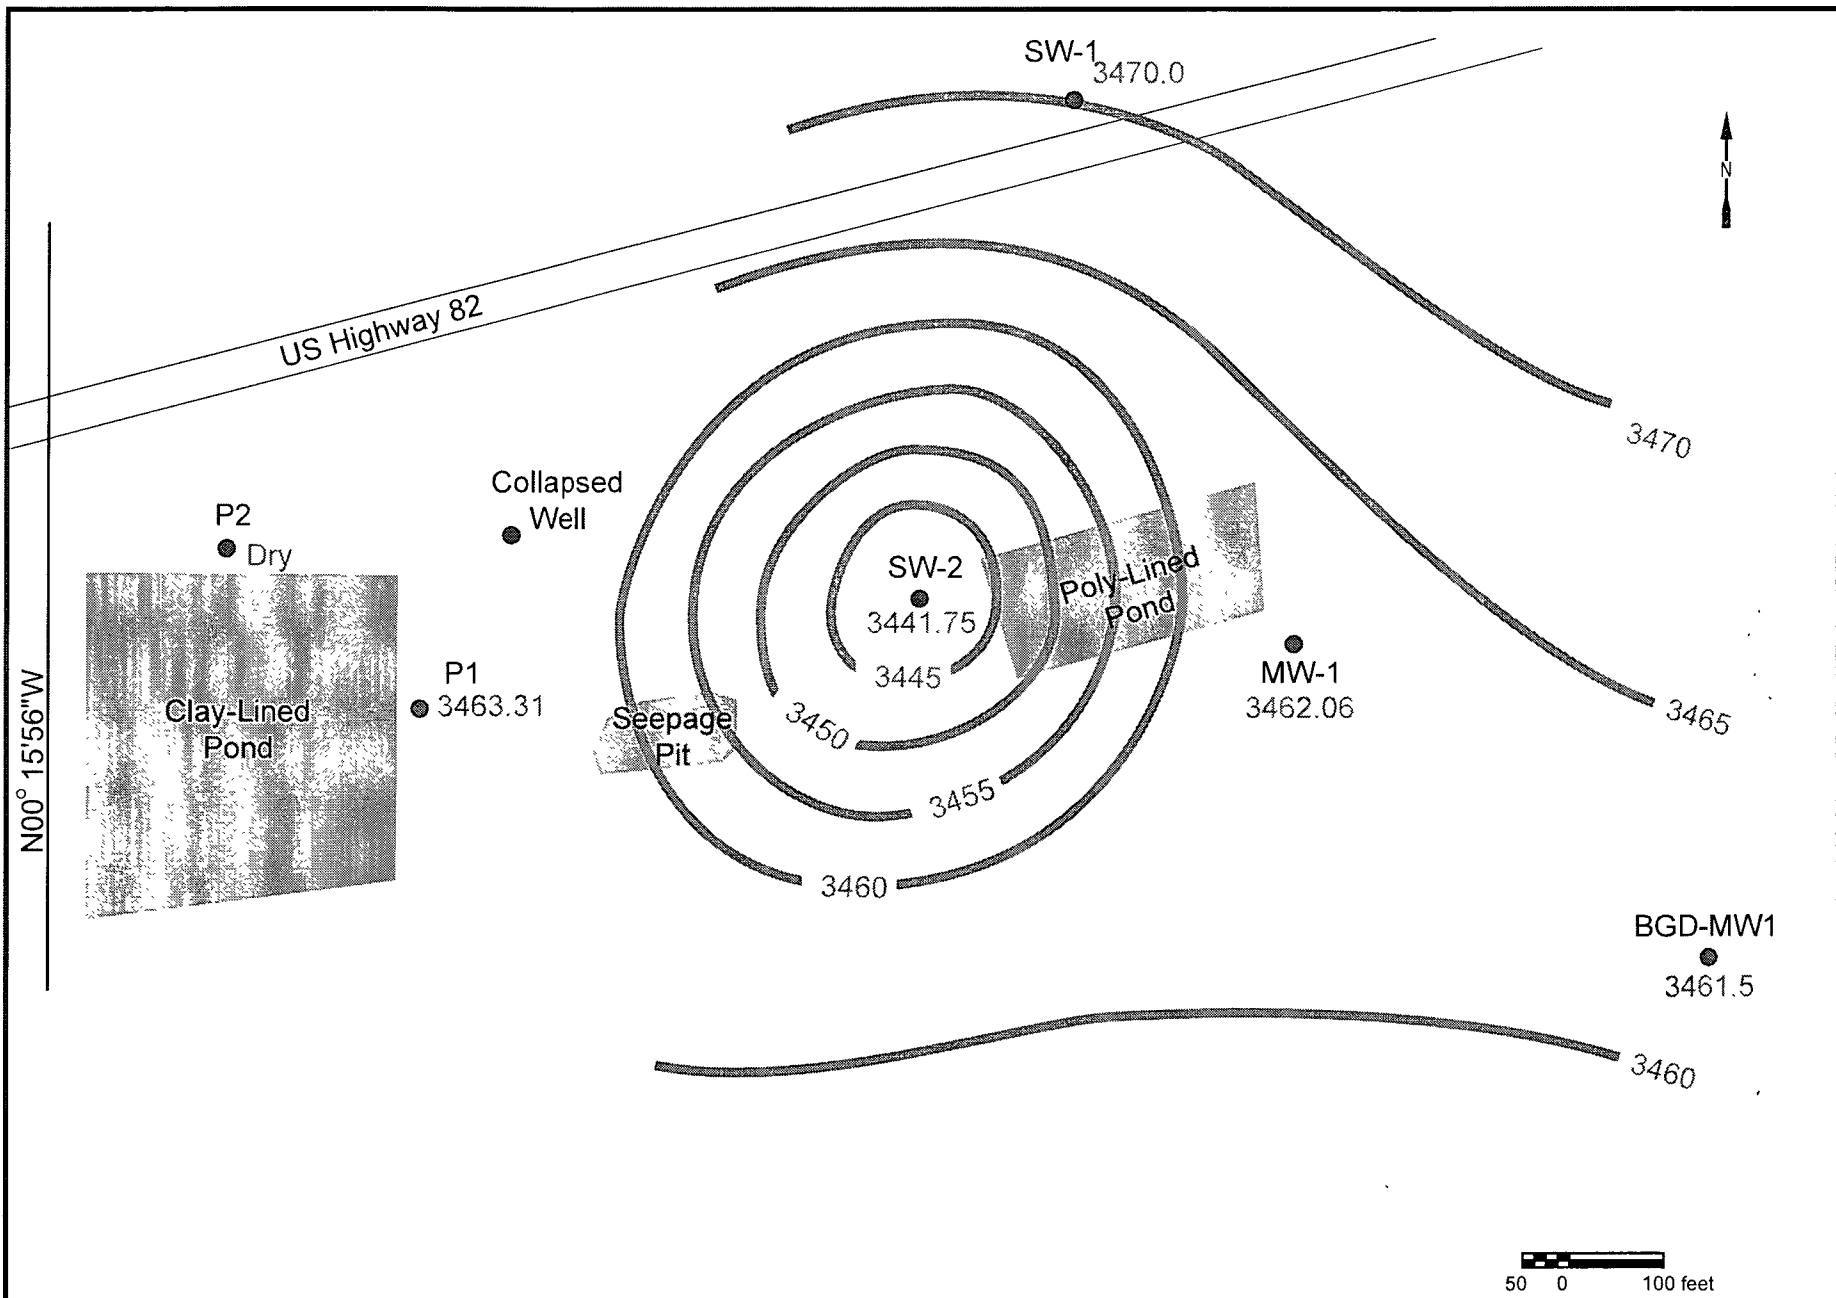 SW-1
3470.0
N
US Highway 82
3470
Collapsed
Well
P2
Dry
SW-2
3441.75
Poly-Lined
Pond
P1
3463.31
MW-1
3462.06
3445
Clay-Lined
Pond
Seepage
Pit
3450
3465
N00° 15'56"W
3455
3460
BGD-MW1
3461.5
3460
50 0 100 feet